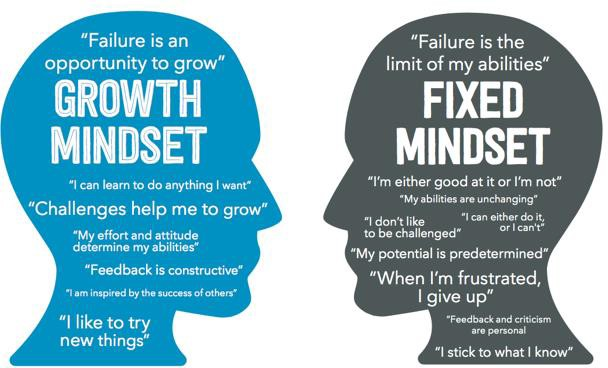 “Failure is an
opportunity to grow”
GROWTH
MINDSET
“I can learn to do anything I want”
“Challenges help me to grow”
“My effort and attitude
determine my abilities”
“Feedback is constructive”
“I am inspired by the success of others”
“I like to try
new things”
“Failure is the
limit of my abilities”
FIXED
MINDSET
“I’m either good at it or I’m not”
“My abilities are unchanging”
“I don’t like
to be challenged”
“I can either do it,
or I can’t”
“My potential is predetermined”
“When I’m frustrated,
I give up”
“Feedback and criticism
are personal
“I stick to what I know”